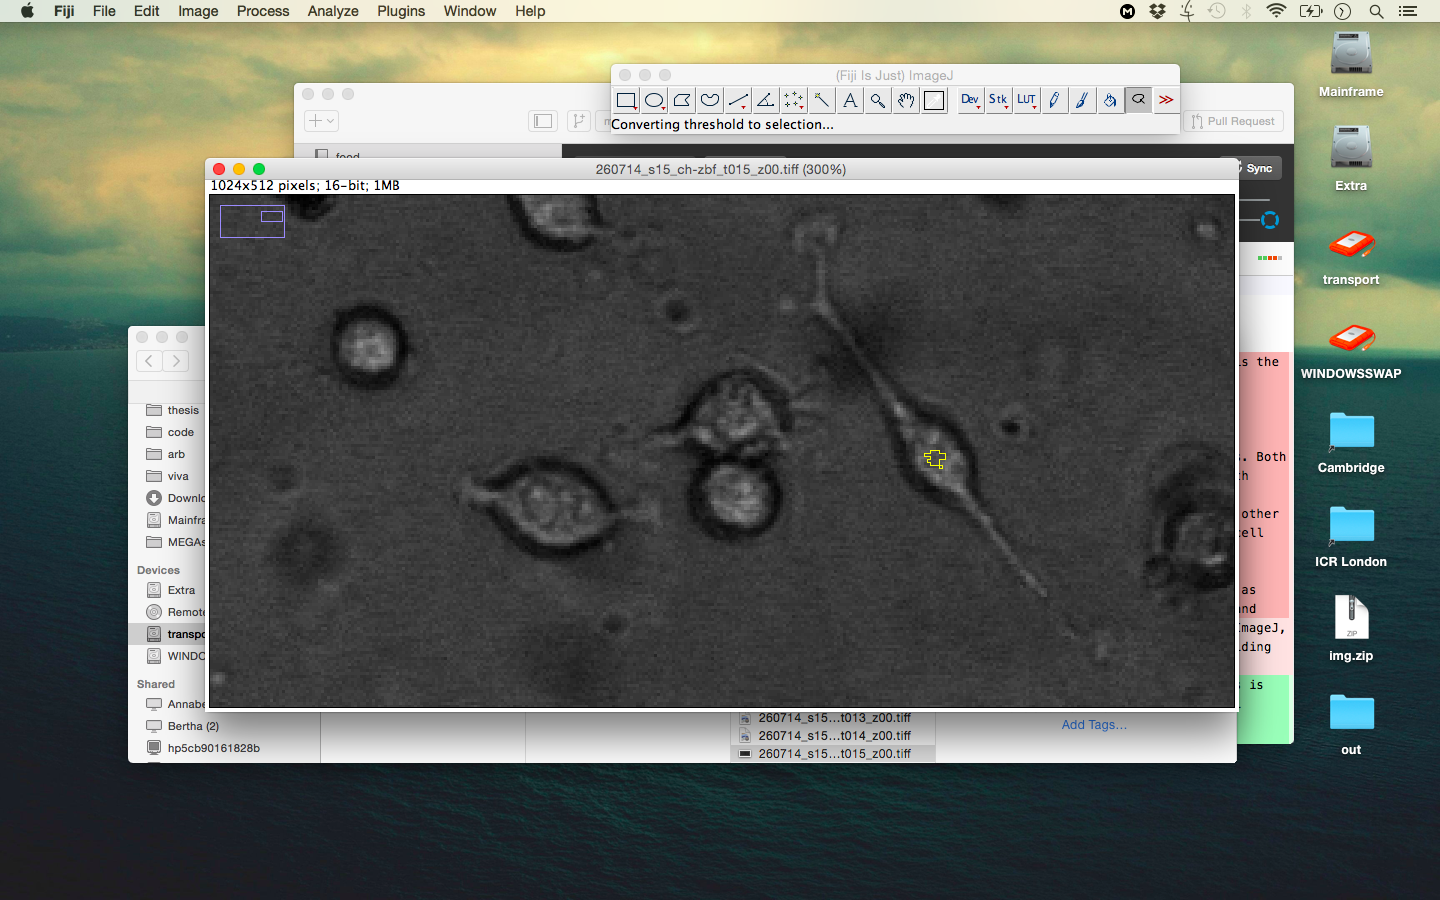 Fiji File Edit Image Process Analyze Plugins Window Help
(Fiji Is Just) ImageJ
Dev Stk LUT A
Converting threshold to selection...
Pull Request
Sync
260714_s15_ch-zbf_t015_z00.tiff (300%)
1024x512 pixels; 16-bit; 1MB
thesis
code
arb
viva
Downlo
Mainfra
MEGAs
Devices
Extra
Remote
transpo
WINDO
Shared
Annabe
Bertha (2)
hp5cb90161828b
260714_s15...t013_z00.tiff
260714_s15...t014_z00.tiff
260714_s15...t015_z00.tiff
Add Tags...
s the
. Both
h
other
ell
as
nd
ImageJ,
ding
is
Mainframe
Extra
transport
WINDOWSSWAP
Cambridge
ICR London
ZIP
img.zip
out